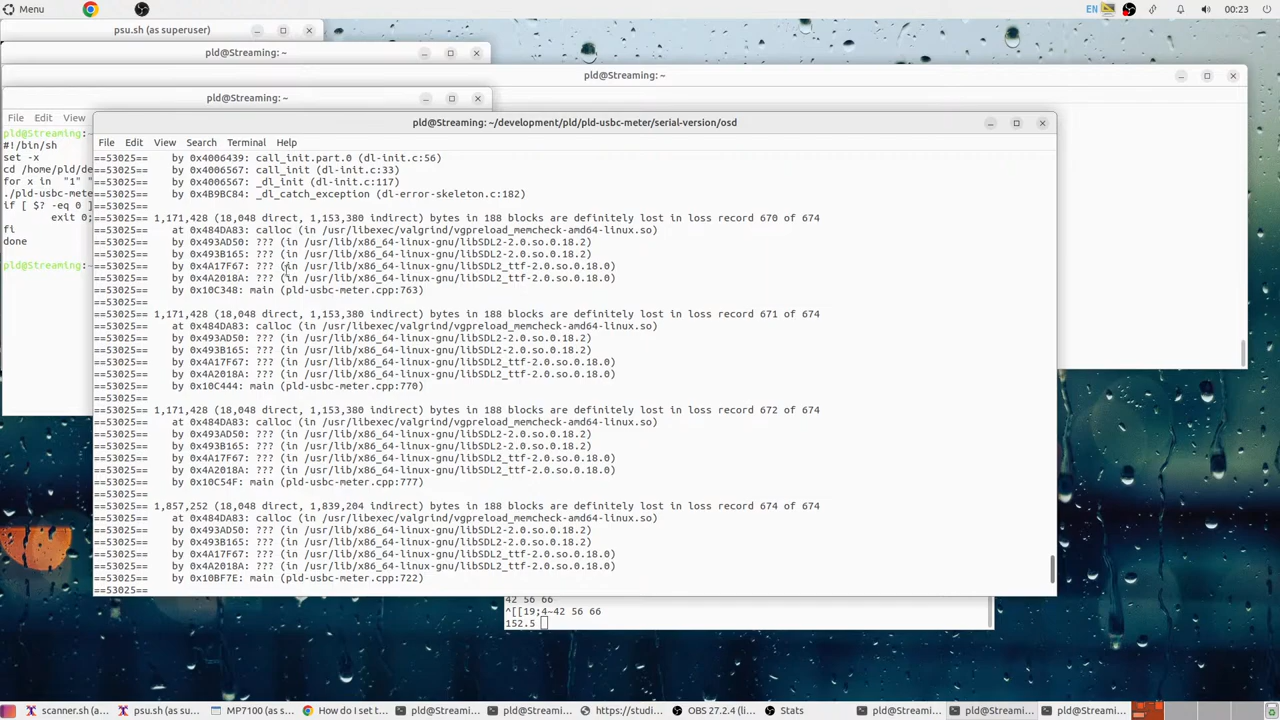 Menu
EN
00:23
psu.sh (as superuser)
pld@Streaming: ~
pld@Streaming: ~
pld@Streaming: ~
File Edit View
pld@Streaming:
#!/bin/sh
set -x
cd /home/pld/de
for x in "1"
./pld-usbc-me
if [ $? -eq 0 ]
exit 0;
fi
done
pld@Streaming:
pld@Streaming: ~/development/pld/pld-usbc-meter/serial-version/osd
File Edit View Search Terminal Help
==53025== by 0x4006439: call_init.part.0 (dl-init.c:56)
==53025== by 0x4006567: call_init (dl-init.c:33)
==53025== by 0x4006567: _dl_init (dl-init.c:117)
==53025== by 0x4B9BC84: _dl_catch_exception (dl-error-skeleton.c:182)
==53025==
==53025== 1,171,428 (18,048 direct, 1,153,380 indirect) bytes in 188 blocks are definitely lost in loss record 670 of 674
==53025== at 0x484DA83: calloc (in /usr/libexec/valgrind/vgpreload_memcheck-amd64-linux.so)
==53025== by 0x493AD50: ??? (in /usr/lib/x86_64-linux-gnu/libSDL2-2.0.so.0.18.2)
==53025== by 0x493B165: ??? (in /usr/lib/x86_64-linux-gnu/libSDL2-2.0.so.0.18.2)
==53025== by 0x4A17F67: ??? (in /usr/lib/x86_64-linux-gnu/libSDL2_ttf-2.0.so.0.18.0)
==53025== by 0x4A2018A: ??? (in /usr/lib/x86_64-linux-gnu/libSDL2_ttf-2.0.so.0.18.0)
==53025== by 0x10C348: main (pld-usbc-meter.cpp:763)
==53025==
==53025== 1,171,428 (18,048 direct, 1,153,380 indirect) bytes in 188 blocks are definitely lost in loss record 671 of 674
==53025== at 0x484DA83: calloc (in /usr/libexec/valgrind/vgpreload_memcheck-amd64-linux.so)
==53025== by 0x493AD50: ??? (in /usr/lib/x86_64-linux-gnu/libSDL2-2.0.so.0.18.2)
==53025== by 0x493B165: ??? (in /usr/lib/x86_64-linux-gnu/libSDL2-2.0.so.0.18.2)
==53025== by 0x4A17F67: ??? (in /usr/lib/x86_64-linux-gnu/libSDL2_ttf-2.0.so.0.18.0)
==53025== by 0x4A2018A: ??? (in /usr/lib/x86_64-linux-gnu/libSDL2_ttf-2.0.so.0.18.0)
==53025== by 0x10C444: main (pld-usbc-meter.cpp:770)
==53025==
==53025== 1,171,428 (18,048 direct, 1,153,380 indirect) bytes in 188 blocks are definitely lost in loss record 672 of 674
==53025== at 0x484DA83: calloc (in /usr/libexec/valgrind/vgpreload_memcheck-amd64-linux.so)
==53025== by 0x493AD50: ??? (in /usr/lib/x86_64-linux-gnu/libSDL2-2.0.so.0.18.2)
==53025== by 0x493B165: ??? (in /usr/lib/x86_64-linux-gnu/libSDL2-2.0.so.0.18.2)
==53025== by 0x4A17F67: ??? (in /usr/lib/x86_64-linux-gnu/libSDL2_ttf-2.0.so.0.18.0)
==53025== by 0x4A2018A: ??? (in /usr/lib/x86_64-linux-gnu/libSDL2_ttf-2.0.so.0.18.0)
==53025== by 0x10C54F: main (pld-usbc-meter.cpp:777)
==53025==
==53025== 1,857,252 (18,048 direct, 1,839,204 indirect) bytes in 188 blocks are definitely lost in loss record 674 of 674
==53025== at 0x484DA83: calloc (in /usr/libexec/valgrind/vgpreload_memcheck-amd64-linux.so)
==53025== by 0x493AD50: ??? (in /usr/lib/x86_64-linux-gnu/libSDL2-2.0.so.0.18.2)
==53025== by 0x493B165: ??? (in /usr/lib/x86_64-linux-gnu/libSDL2-2.0.so.0.18.2)
==53025== by 0x4A17F67: ??? (in /usr/lib/x86_64-linux-gnu/libSDL2_ttf-2.0.so.0.18.0)
==53025== by 0x4A2018A: ??? (in /usr/lib/x86_64-linux-gnu/libSDL2_ttf-2.0.so.0.18.0)
==53025== by 0x10BF7E: main (pld-usbc-meter.cpp:722)
==53025==
42 56 66
^[[19;4~42 56 66
152.5
scanner.sh (a... psu.sh (as su... MP7100 (as s... How do I set t... pld@Streami... pld@Streami... https://studi... OBS 27.2.4 (li... Stats pld@Streami... pld@Streami... pld@Streami...